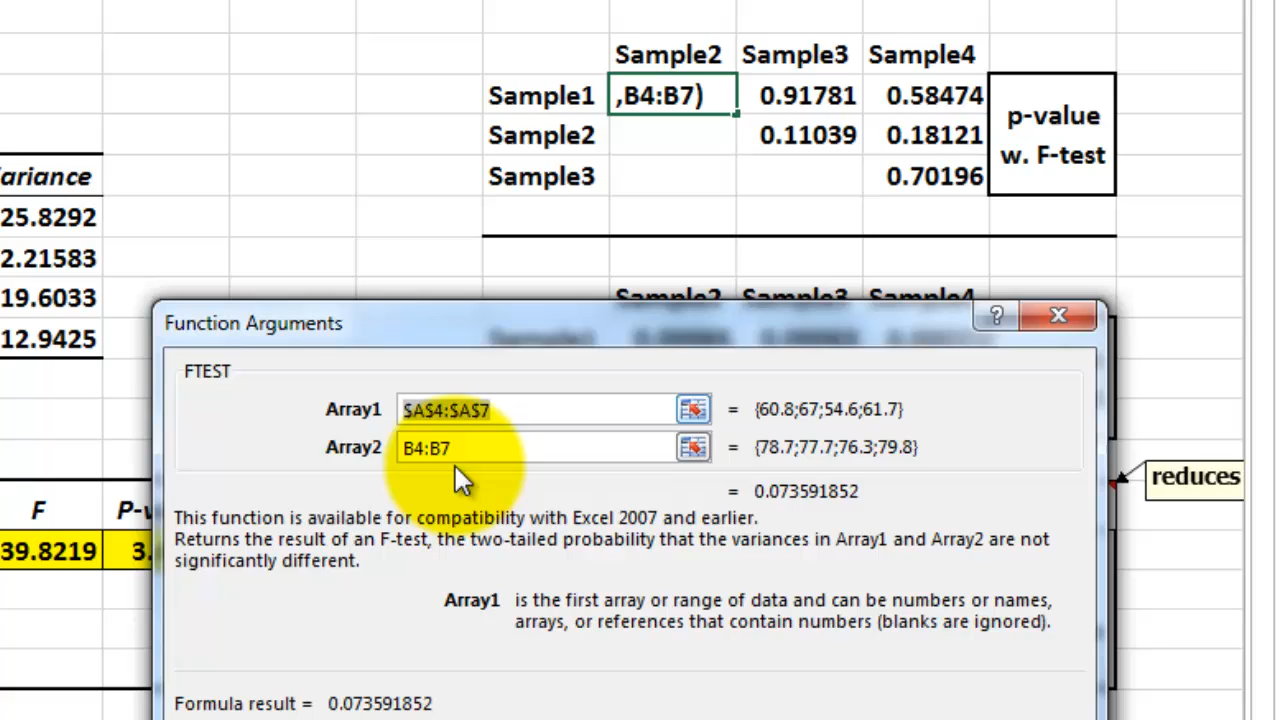 Sample2 Sample3 Sample4
Sample1 ,B4:B7) 0.91781 0.58474
p-value
Sample2 0.11039 0.18121
w. F-test
Sample3 0.70196
ariance
25.8292
2.21583
19.6033
12.9425
Sample2 Sample3 Sample4
Function Arguments
FTEST
Array1 $A$4:$A$7 = {60.8;67;54.6;61.7}
Array2 B4:B7 = {78.7;77.7;76.3;79.8}
reduces
= 0.073591852
F P-v
39.8219 3.
This function is available for compatibility with Excel 2007 and earlier.
Returns the result of an F-test, the two-tailed probability that the variances in Array1 and Array2 are not
significantly different.
Array1 is the first array or range of data and can be numbers or names,
arrays, or references that contain numbers (blanks are ignored).
Formula result = 0.073591852